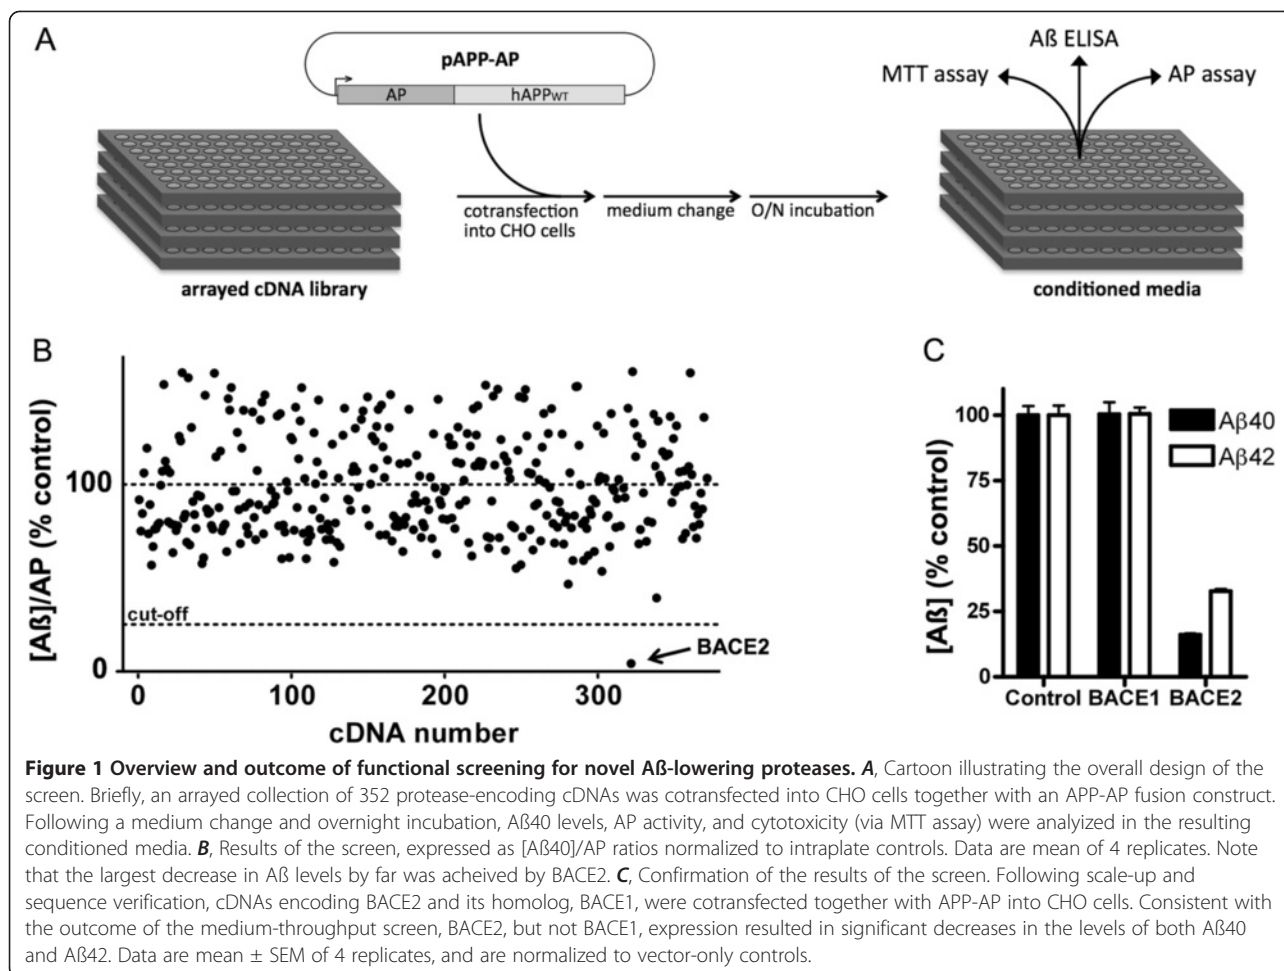 A
pAPP-AP
AP
hAPPWT
arrayed cDNA library
cotransfection
into CHO cells
medium change
O/N incubation
MTT assay
Aß ELISA
AP assay
conditioned media
B
[Aß]/AP (% control)
100
cut-off
0
BACE2
0
100
200
300
cDNA number
C
[Aß] (% control)
100
75
50
25
0
Aβ40
Aβ42
Control
BACE1
BACE2
Figure 1 Overview and outcome of functional screening for novel Aß-lowering proteases. A, Cartoon illustrating the overall design of the
screen. Briefly, an arrayed collection of 352 protease-encoding cDNAs was cotransfected into CHO cells together with an APP-AP fusion construct.
Following a medium change and overnight incubation, Aß40 levels, AP activity, and cytotoxicity (via MTT assay) were analyized in the resulting
conditioned media. B, Results of the screen, expressed as [Aß40]/AP ratios normalized to intraplate controls. Data are mean of 4 replicates. Note
that the largest decrease in Aß levels by far was acheived by BACE2. C, Confirmation of the results of the screen. Following scale-up and
sequence verification, cDNAs encoding BACE2 and its homolog, BACE1, were cotransfected together with APP-AP into CHO cells. Consistent with
the outcome of the medium-throughput screen, BACE2, but not BACE1, expression resulted in significant decreases in the levels of both Aß40
and Aß42. Data are mean ± SEM of 4 replicates, and are normalized to vector-only controls.